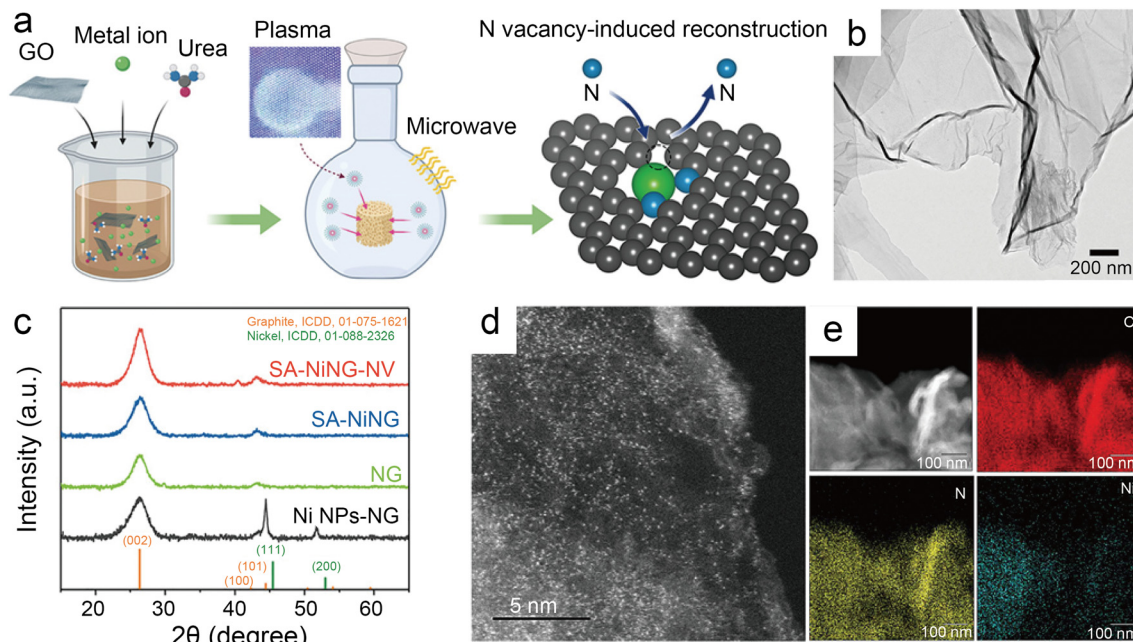 a
GO
Metal ion
Urea
Plasma
Microwave
N vacancy-induced reconstruction
N
N
b
200 nm
c
Graphite, ICDD, 01-075-1621
Nickel, ICDD, 01-088-2326
SA-NiNG-NV
SA-NiNG
NG
Ni NPs-NG
(002)
(101)
(100)
(111)
(200)
Intensity (a.u.)
20 30 40 50 60
2θ (degree)
d
5 nm
e
100 nm
100 nm
N
100 nm
Ni
100 nm